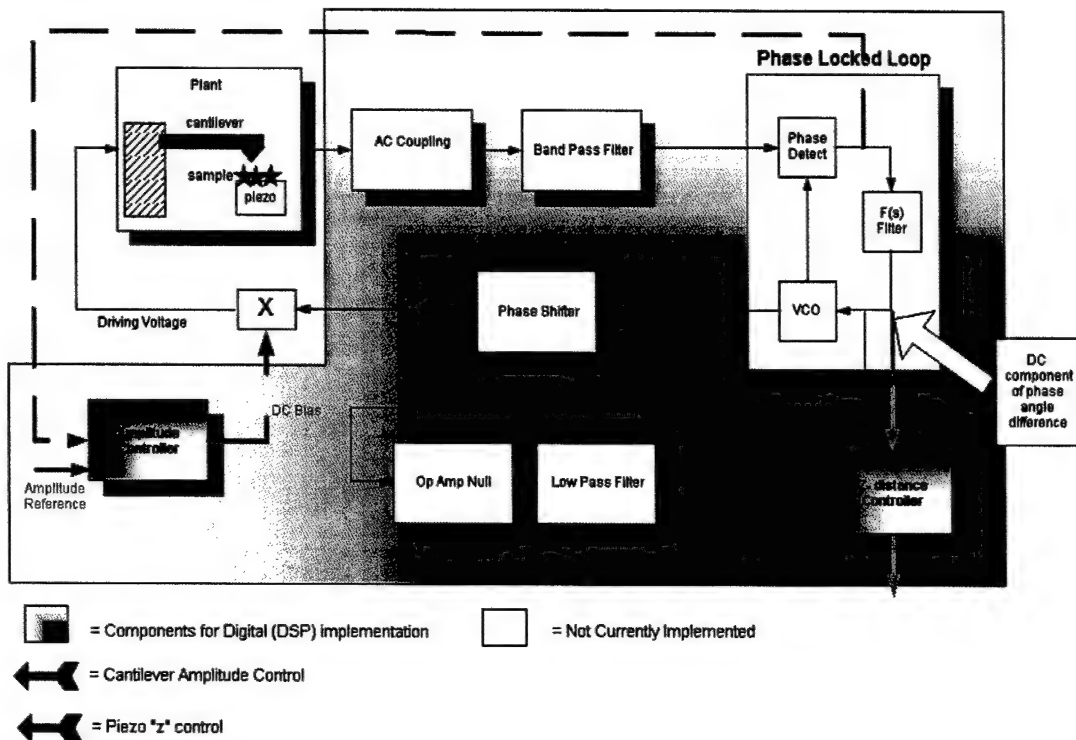 Phase Locked Loop
Plant
cantilever
sample
piezo
AC Coupling
Band Pass Filter
Phase
Detect
F(s)
Filter
VCO
Phase Shifter
X
Driving Voltage
DC
component
of phase
angle
difference
DC Bias
Amplitude
Reference
Op Amp Null
Low Pass Filter
distance
controller
= Components for Digital (DSP) implementation
= Not Currently Implemented
= Cantilever Amplitude Control
= Piezo "z" control